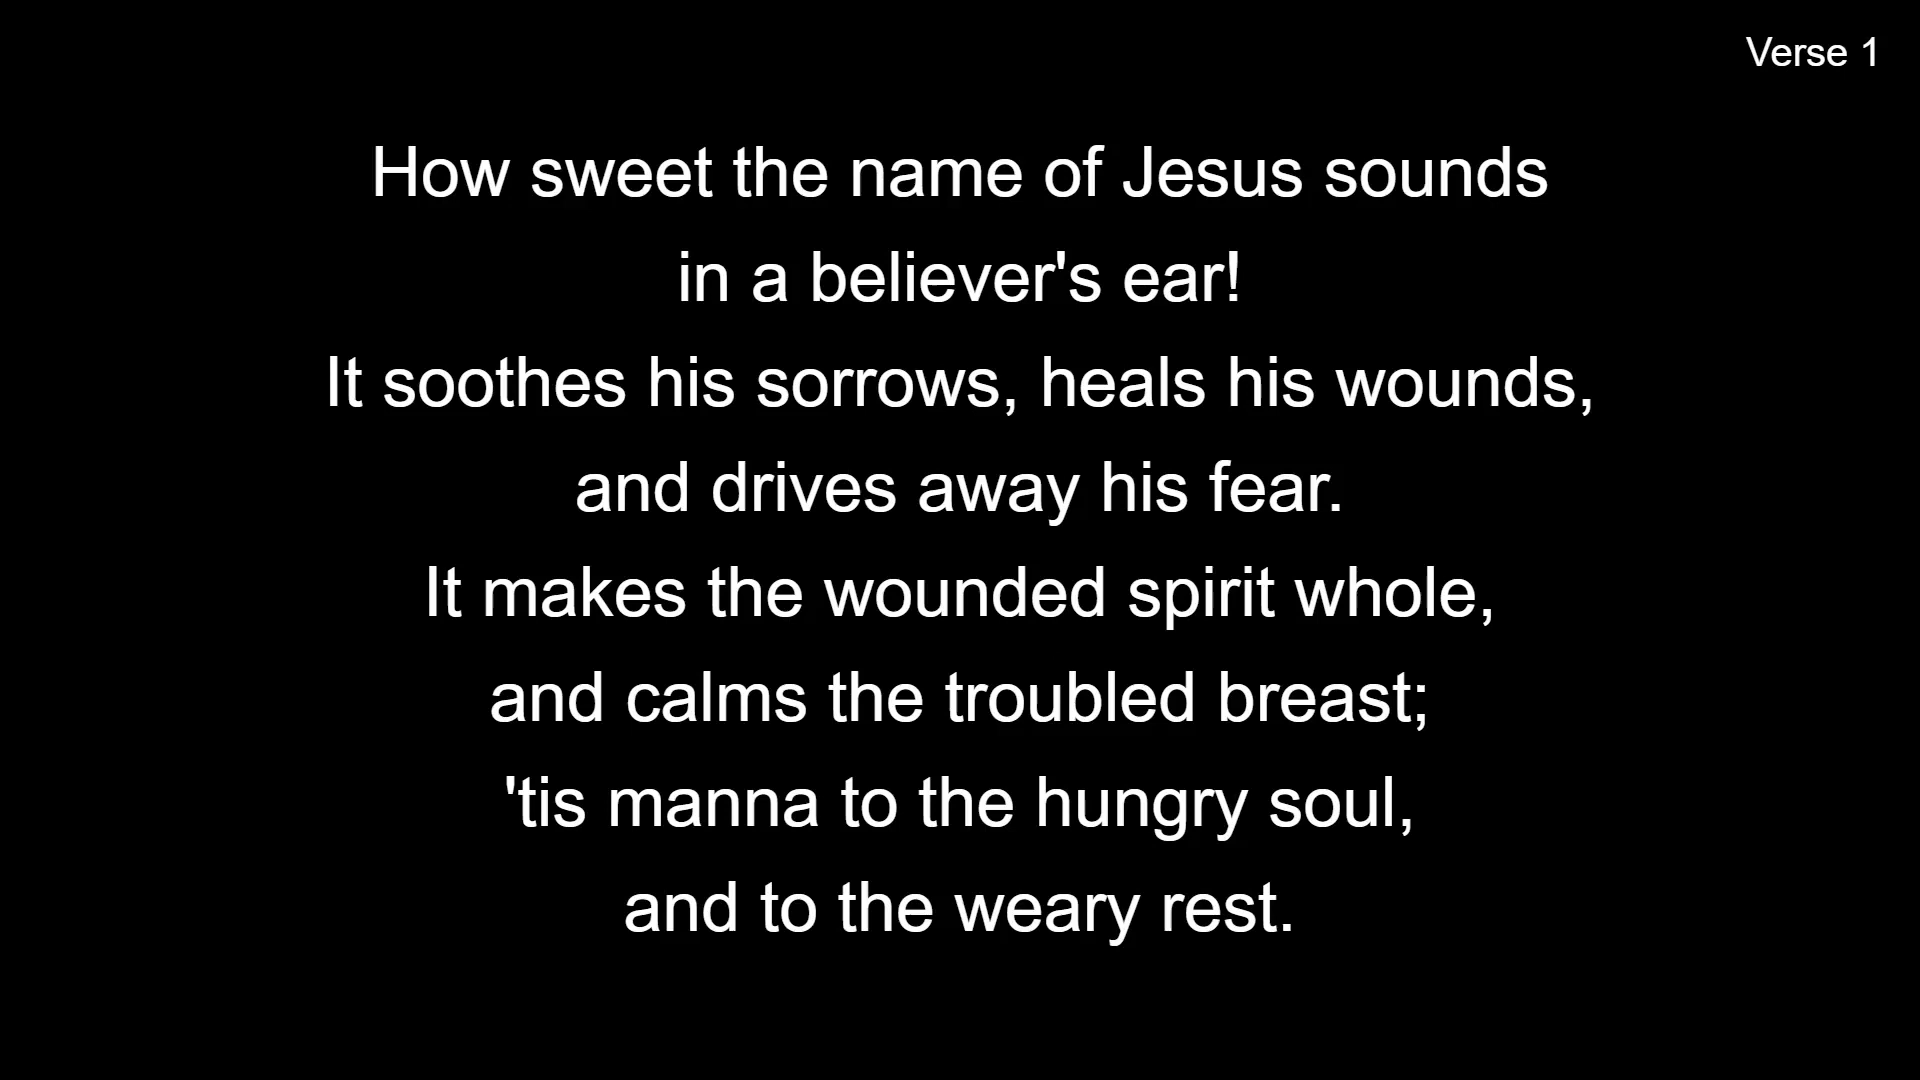 Verse 1
How sweet the name of Jesus sounds
in a believer's ear!
It soothes his sorrows, heals his wounds,
and drives away his fear.
It makes the wounded spirit whole,
and calms the troubled breast;
'tis manna to the hungry soul,
and to the weary rest.